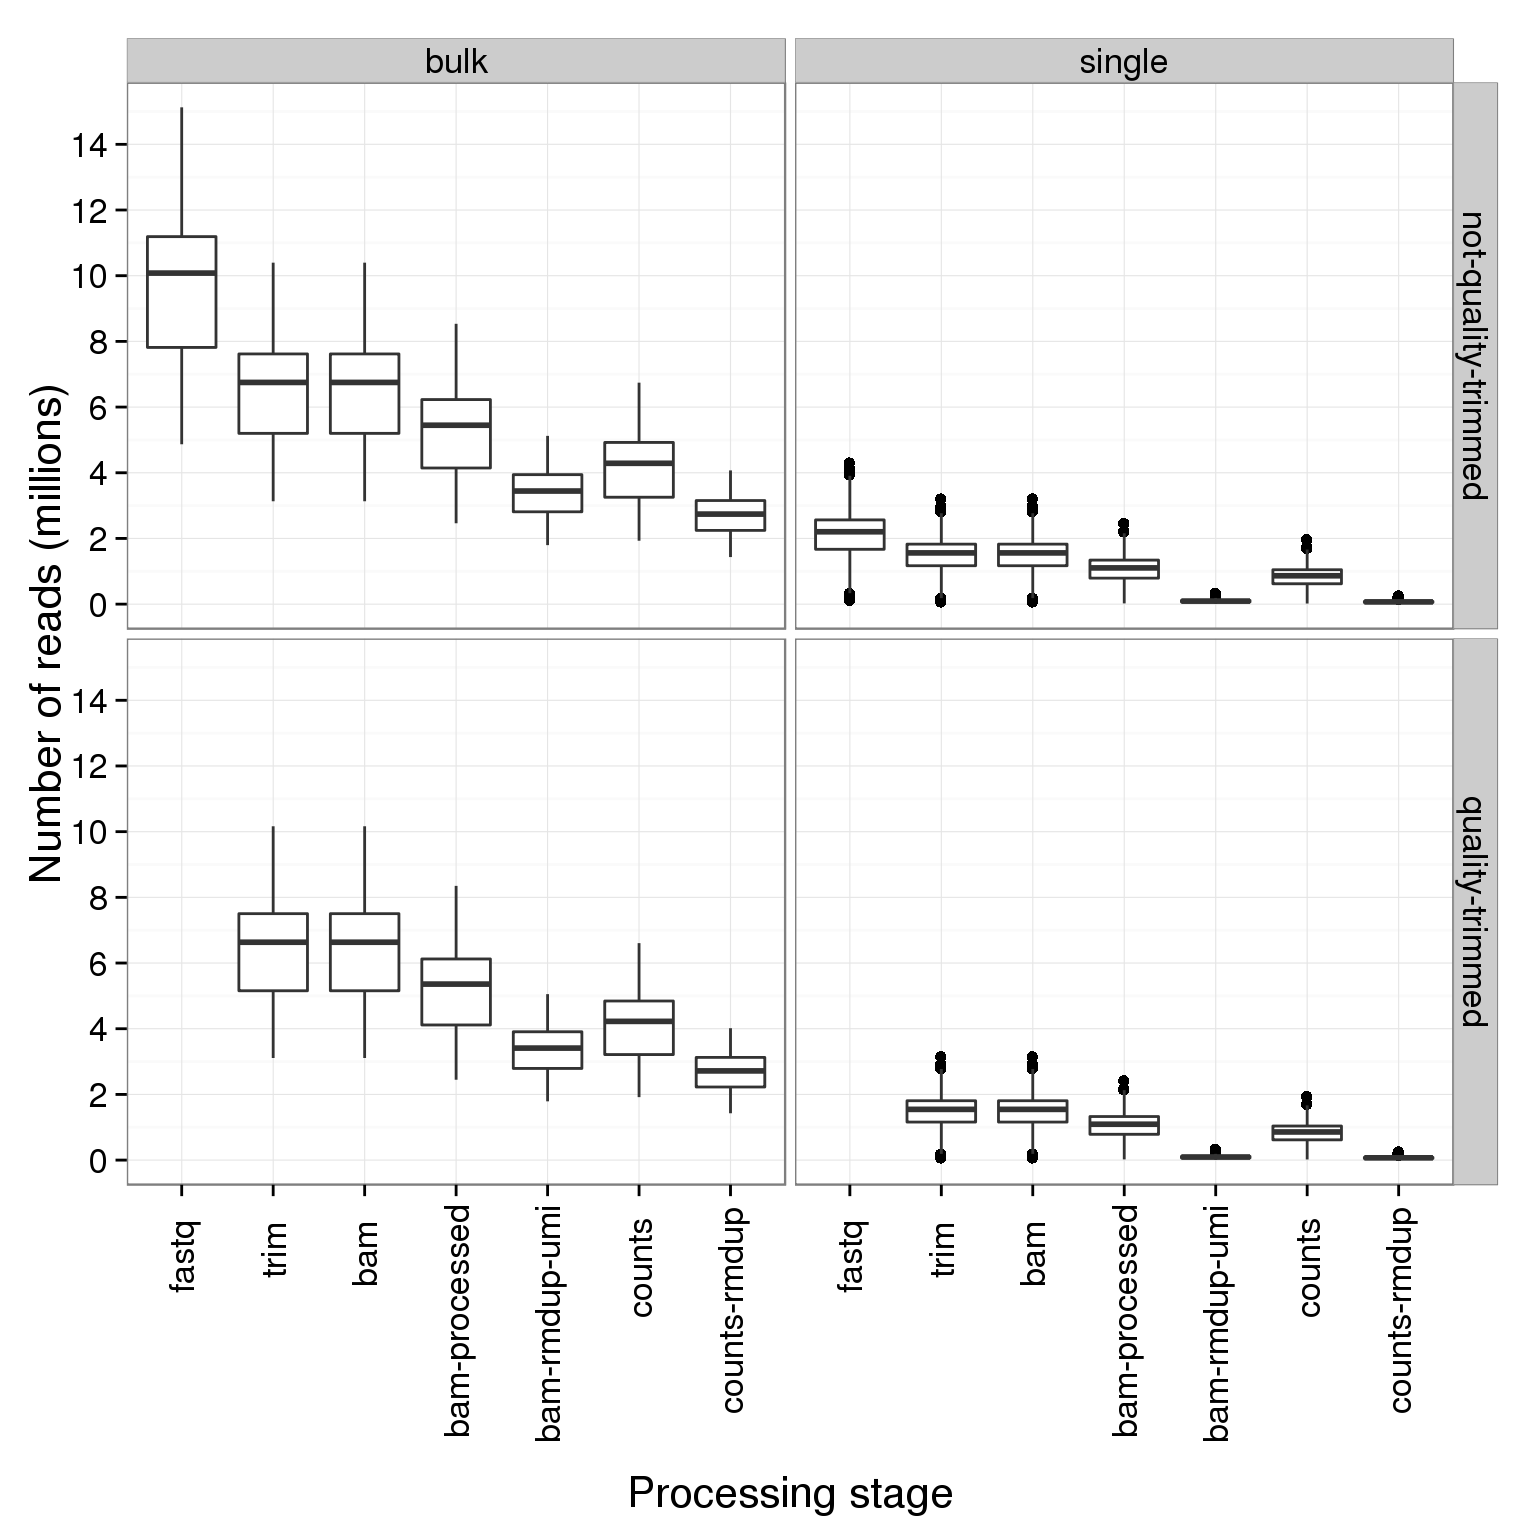 bulk
single
Number of reads (millions)
14
12
10
8
6
4
2
0
not-quality-trimmed
14
12
10
8
6
4
2
0
quality-trimmed
fastq
trim
bam
bam-processed
bam-rmdup-umi
counts
counts-rmdup
fastq
trim
bam
bam-processed
bam-rmdup-umi
counts
counts-rmdup
Processing stage